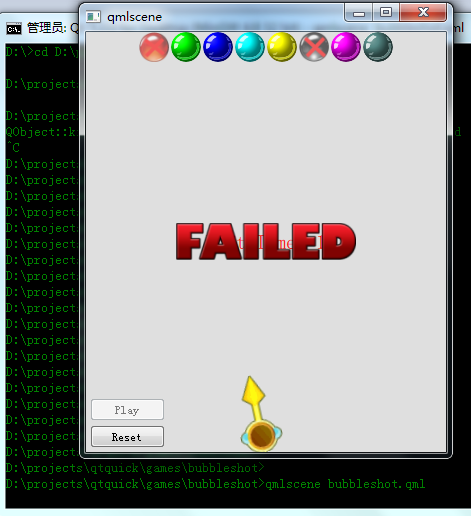 qmlscene
管理员: Q
ml
D:\>cd D:\p
D:\project
D:\project
QObject::k
d
^C
D:\project
D:\project
D:\project
D:\project
D:\project
FAILED
D:\project
D:\project
D:\project
D:\project
D:\project
D:\project
D:\project
D:\project
D:\project
Play
D:\project
D:\project
Reset
D:\project
D:\projects\qtquick\games\bubbleshot>
D:\projects\qtquick\games\bubbleshot>qmlscene bubbleshot.qml